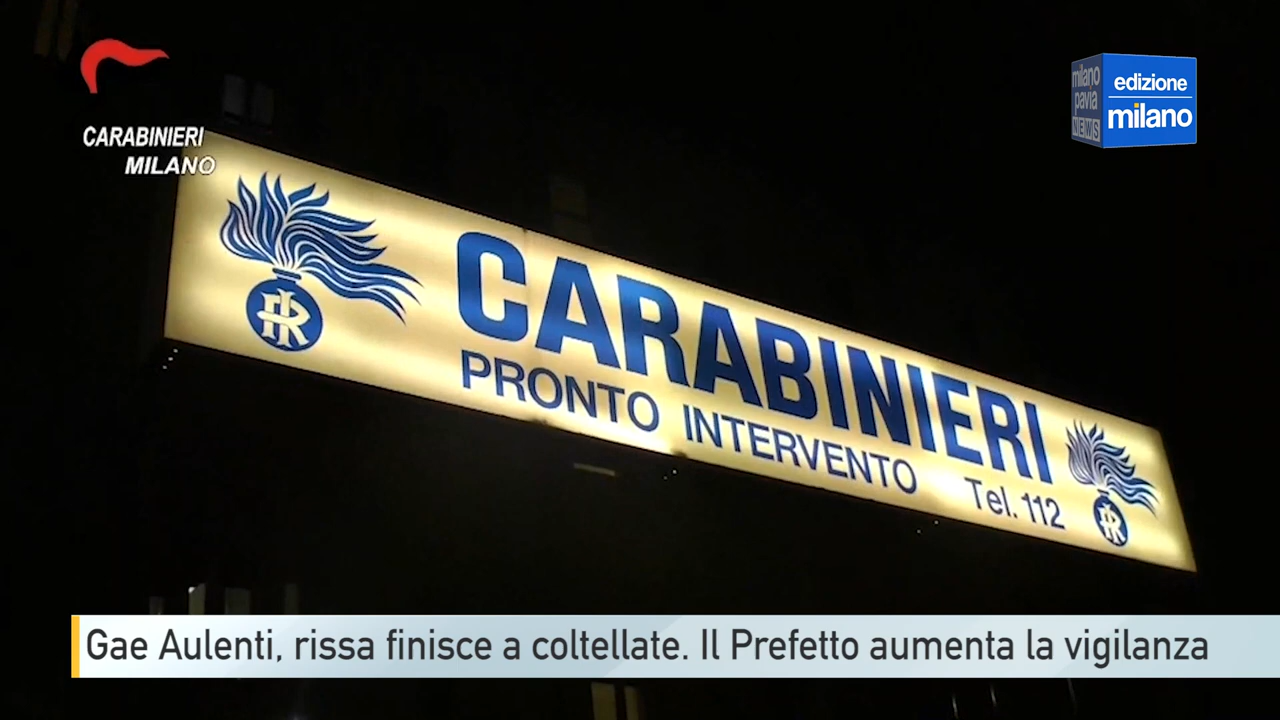 CARABINIERI
MILANO
milano
pavia
NEWS
edizione
milano
CARABINIERI
PRONTO INTERVENTO Tel. 112
Gae Aulenti, rissa finisce a coltellate. Il Prefetto aumenta la vigilanza